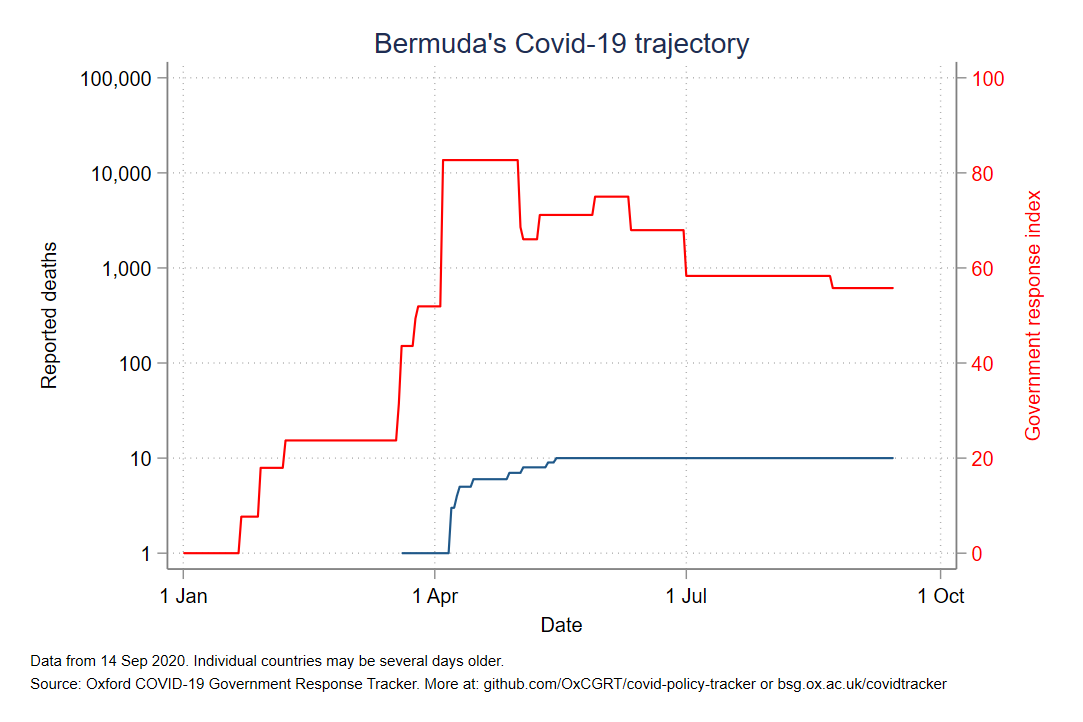 Bermuda's Covid-19 trajectory
100,000
10,000
1,000
100
10
1
Reported deaths
100
80
60
40
20
0
Government response index
1 Jan
1 Apr
1 Jul
1 Oct
Date
Data from 14 Sep 2020. Individual countries may be several days older.
Source: Oxford COVID-19 Government Response Tracker. More at: github.com/OxCGRT/covid-policy-tracker or bsg.ox.ac.uk/covidtracker